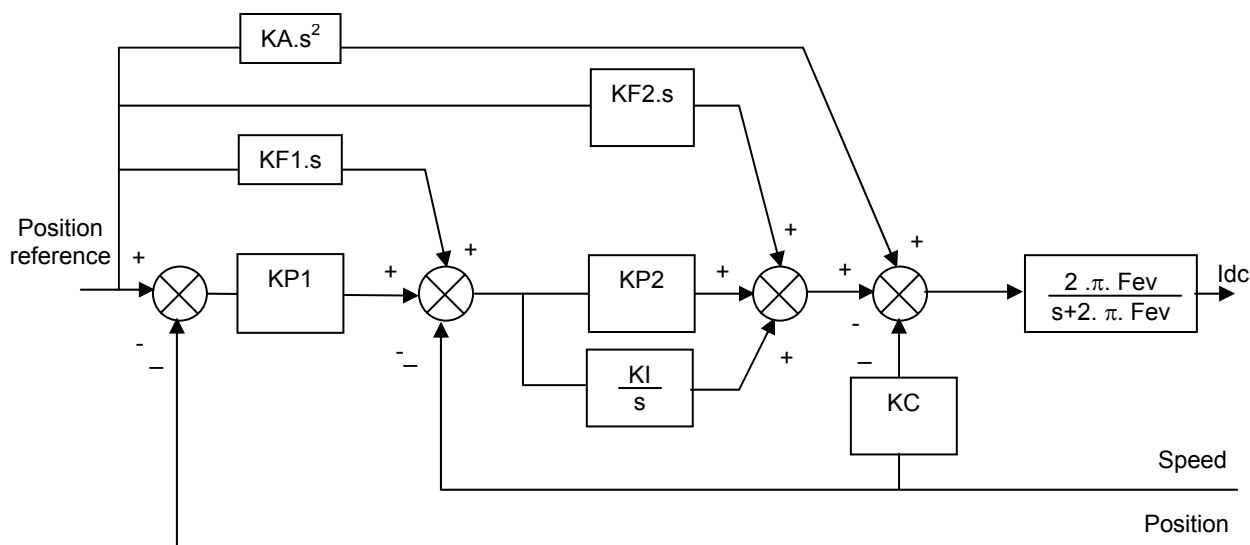 KA.s²
KF2.s
KF1.s
Position
reference
+
KP1
+
+
KP2
+
+
+
+
+
2 .π. Fev
s+2. π. Fev
Idc
-
–
-
–
KI
s
+
-
–
KC
Speed
Position